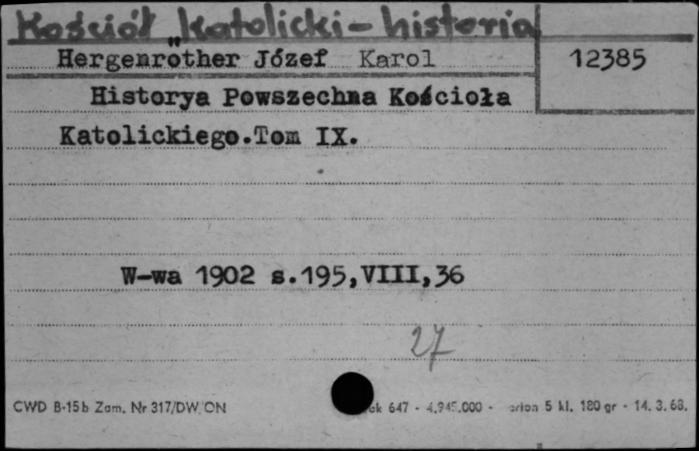 Kościół Katolicki - historia
Hergenröther Józef Karol 12385
Historya Powszechna Kościoła
Katolickiego.Tom IX.
W-wa 1902 s.195,VIII,36
27
CWD B-15b Zam. Nr 317/DW/ON 647 - 4.945.000 - 5 kl. 180 gr - 14. 3. 68.